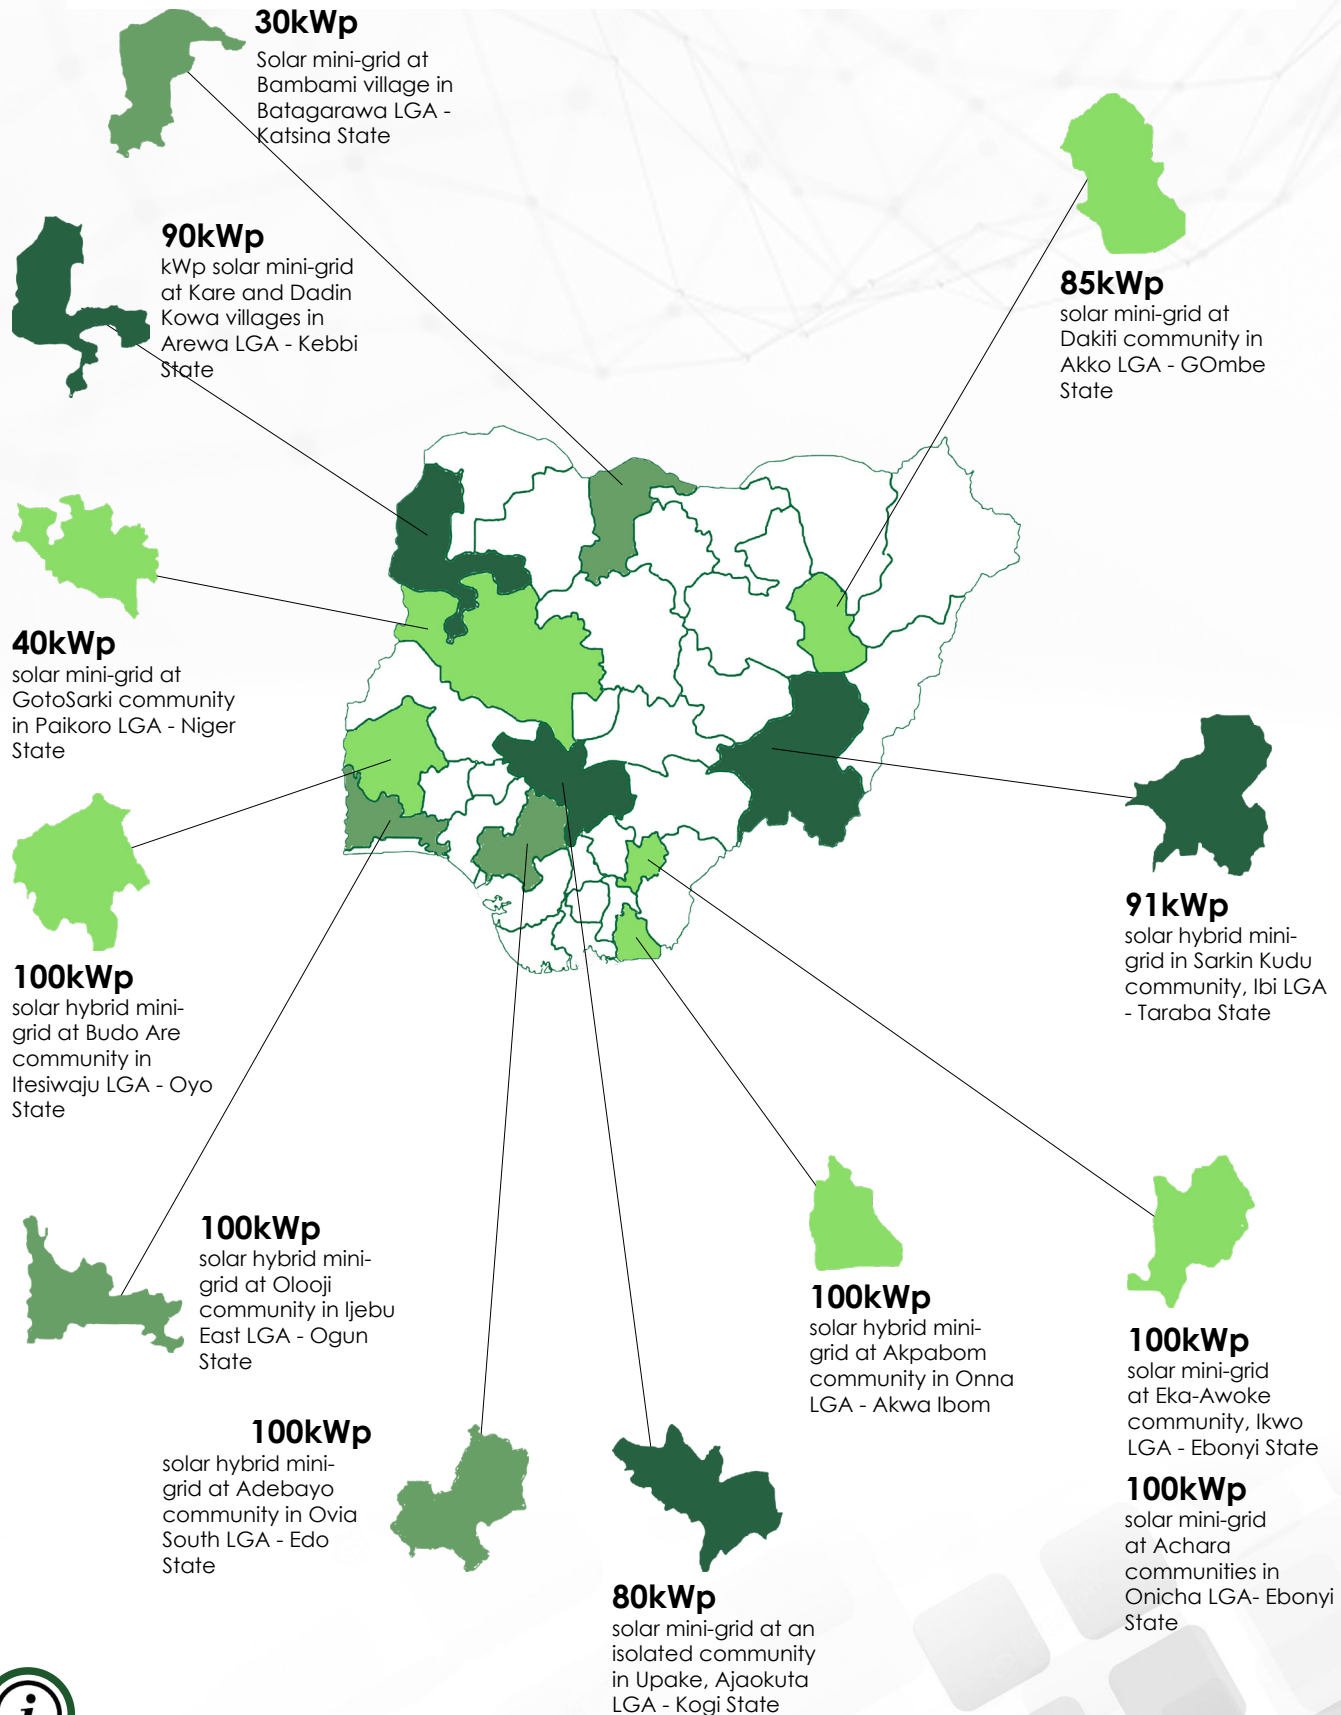 30kWp
Solar mini-grid at
Bambami village in
Batagarawa LGA -
Katsina State
90kWp
kWp solar mini-grid
at Kare and Dadin
Kowa villages in
Arewa LGA - Kebbi
State
85kWp
solar mini-grid at
Dakiti community in
Akko LGA - GOmbe
State
40kWp
solar mini-grid at
GotoSarki community
in Paikoro LGA - Niger
State
91kWp
solar hybrid mini-
grid in Sarkin Kudu
community, Ibi LGA
- Taraba State
100kWp
solar hybrid mini-
grid at Budo Are
community in
Itesiwaju LGA - Oyo
State
100kWp
solar hybrid mini-
grid at Olooji
community in Ijebu
East LGA - Ogun
State
100kWp
solar hybrid mini-
grid at Akpabom
community in Onna
LGA - Akwa Ibom
100kWp
solar mini-grid
at Eka-Awoke
community, Ikwo
LGA - Ebonyi State
100kWp
solar mini-grid
at Achara
communities in
Onicha LGA- Ebonyi
State
100kWp
solar hybrid mini-
grid at Adebayo
community in Ovia
South LGA - Edo
State
80kWp
solar mini-grid at an
isolated community
in Upake, Ajaokuta
LGA - Kogi State
i